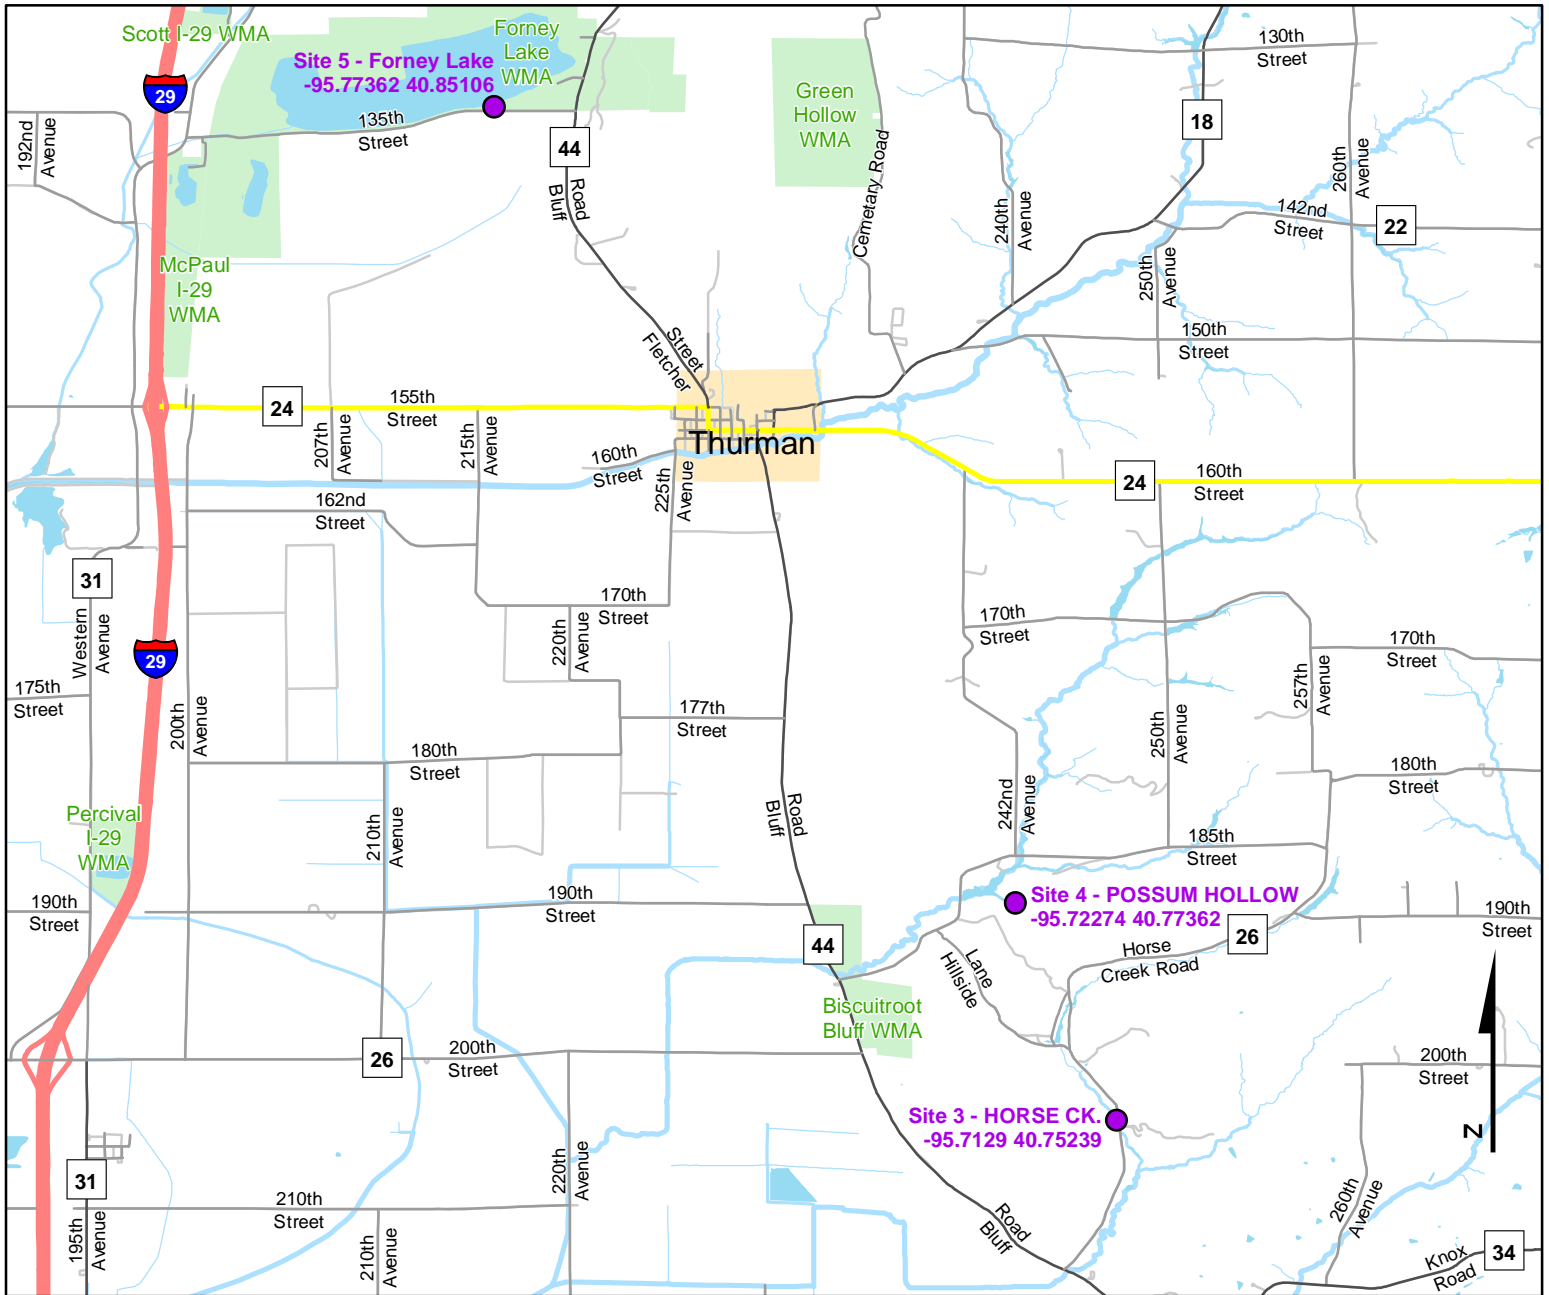 Scott I-29 WMA
Forney
Lake
WMA
Site 5 - Forney Lake
-95.77362 40.85106
29
135th
Street
192nd
Avenue
44
Bluff
Road
Green
Hollow
WMA
Cemetary Road
130th
Street
18
240th
Avenue
260th
Avenue
142nd
Street
22
250th
Avenue
McPaul
I-29
WMA
150th
Street
Street
Fletcher
24
155th
Street
207th
Avenue
215th
Avenue
Thurman
160th
Street
225th
Avenue
162nd
Street
24
160th
Street
31
Western
Avenue
29
170th
Street
220th
Avenue
170th
Street
170th
Street
257th
Avenue
175th
Street
200th
Avenue
177th
Street
250th
Avenue
180th
Street
180th
Street
242nd
Avenue
Road
Bluff
Percival
I-29
WMA
210th
Avenue
185th
Street
190th
Street
190th
Street
Site 4 - POSSUM HOLLOW
-95.72274 40.77362
190th
Street
44
26
Horse
Creek Road
Lane
Hillside
Biscuitroot
Bluff WMA
26
200th
Street
200th
Street
Site 3 - HORSE CK.
-95.7129 40.75239
N
31
220th
Avenue
210th
Street
195th
Avenue
210th
Avenue
Road
Bluff
260th
Avenue
Knox
Road
34